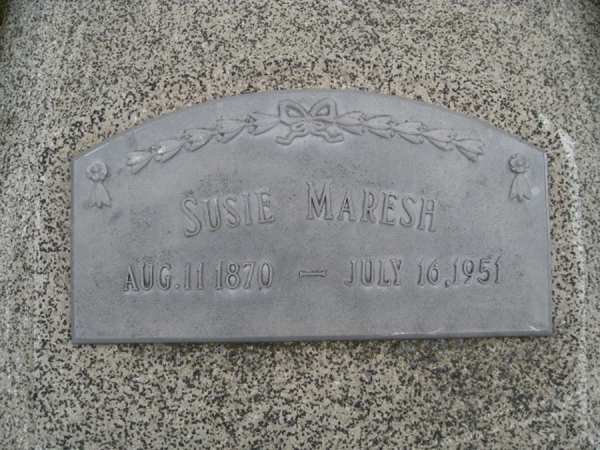 SUSIE MARESH
AUG. 11 1870 – JULY 16, 1951